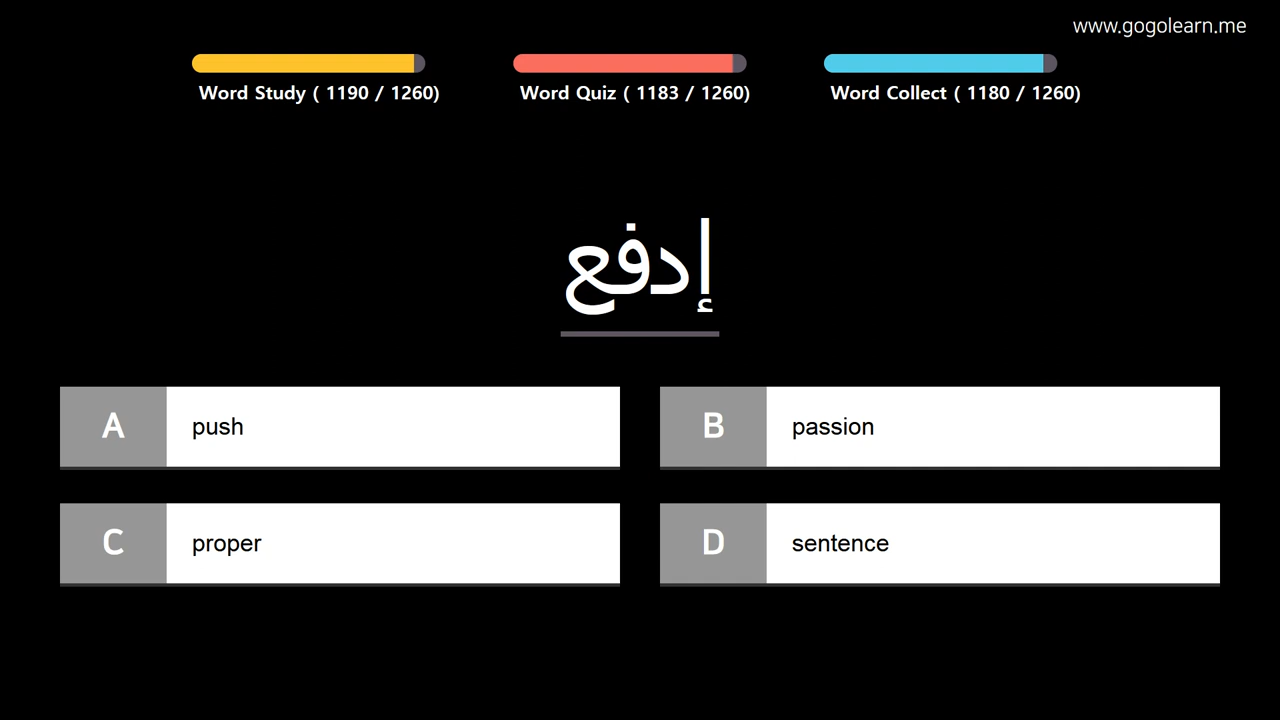 www.gogolearn.me
Word Study ( 1190 / 1260)
Word Quiz ( 1183 / 1260)
Word Collect ( 1180 / 1260)
إدفع
A push
B passion
C proper
D sentence